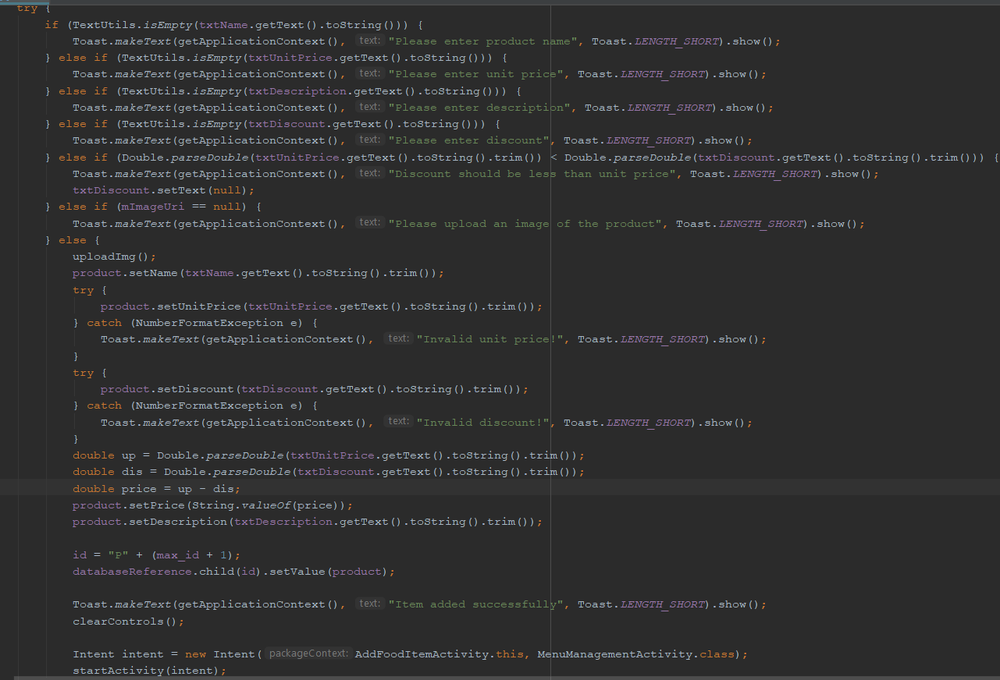 try {
if (TextUtils.isEmpty(txtName.getText().toString())) {
Toast.makeText(getApplicationContext(), text: "Please enter product name", Toast.LENGTH_SHORT).show();
} else if (TextUtils.isEmpty(txtUnitPrice.getText().toString())) {
Toast.makeText(getApplicationContext(), text: "Please enter unit price", Toast.LENGTH_SHORT).show();
} else if (TextUtils.isEmpty(txtDescription.getText().toString())) {
Toast.makeText(getApplicationContext(), text: "Please enter description", Toast.LENGTH_SHORT).show();
} else if (TextUtils.isEmpty(txtDiscount.getText().toString())) {
Toast.makeText(getApplicationContext(), text: "Please enter discount", Toast.LENGTH_SHORT).show();
} else if (Double.parseDouble(txtUnitPrice.getText().toString().trim()) < Double.parseDouble(txtDiscount.getText().toString().trim())) {
Toast.makeText(getApplicationContext(), text: "Discount should be less than unit price", Toast.LENGTH_SHORT).show();
txtDiscount.setText(null);
} else if (mImageUri == null) {
Toast.makeText(getApplicationContext(), text: "Please upload an image of the product", Toast.LENGTH_SHORT).show();
} else {
uploadImg();
product.setName(txtName.getText().toString().trim());
try {
product.setUnitPrice(txtUnitPrice.getText().toString().trim());
} catch (NumberFormatException e) {
Toast.makeText(getApplicationContext(), text: "Invalid unit price!", Toast.LENGTH_SHORT).show();
}
try {
product.setDiscount(txtDiscount.getText().toString().trim());
} catch (NumberFormatException e) {
Toast.makeText(getApplicationContext(), text: "Invalid discount!", Toast.LENGTH_SHORT).show();
}
double up = Double.parseDouble(txtUnitPrice.getText().toString().trim());
double dis = Double.parseDouble(txtDiscount.getText().toString().trim());
double price = up - dis;
product.setPrice(String.valueOf(price));
product.setDescription(txtDescription.getText().toString().trim());
id = "P" + (max_id + 1);
databaseReference.child(id).setValue(product);
Toast.makeText(getApplicationContext(), text: "Item added successfully", Toast.LENGTH_SHORT).show();
clearControls();
Intent intent = new Intent( packageContext: AddFoodItemActivity.this, MenuManagementActivity.class);
startActivity(intent);